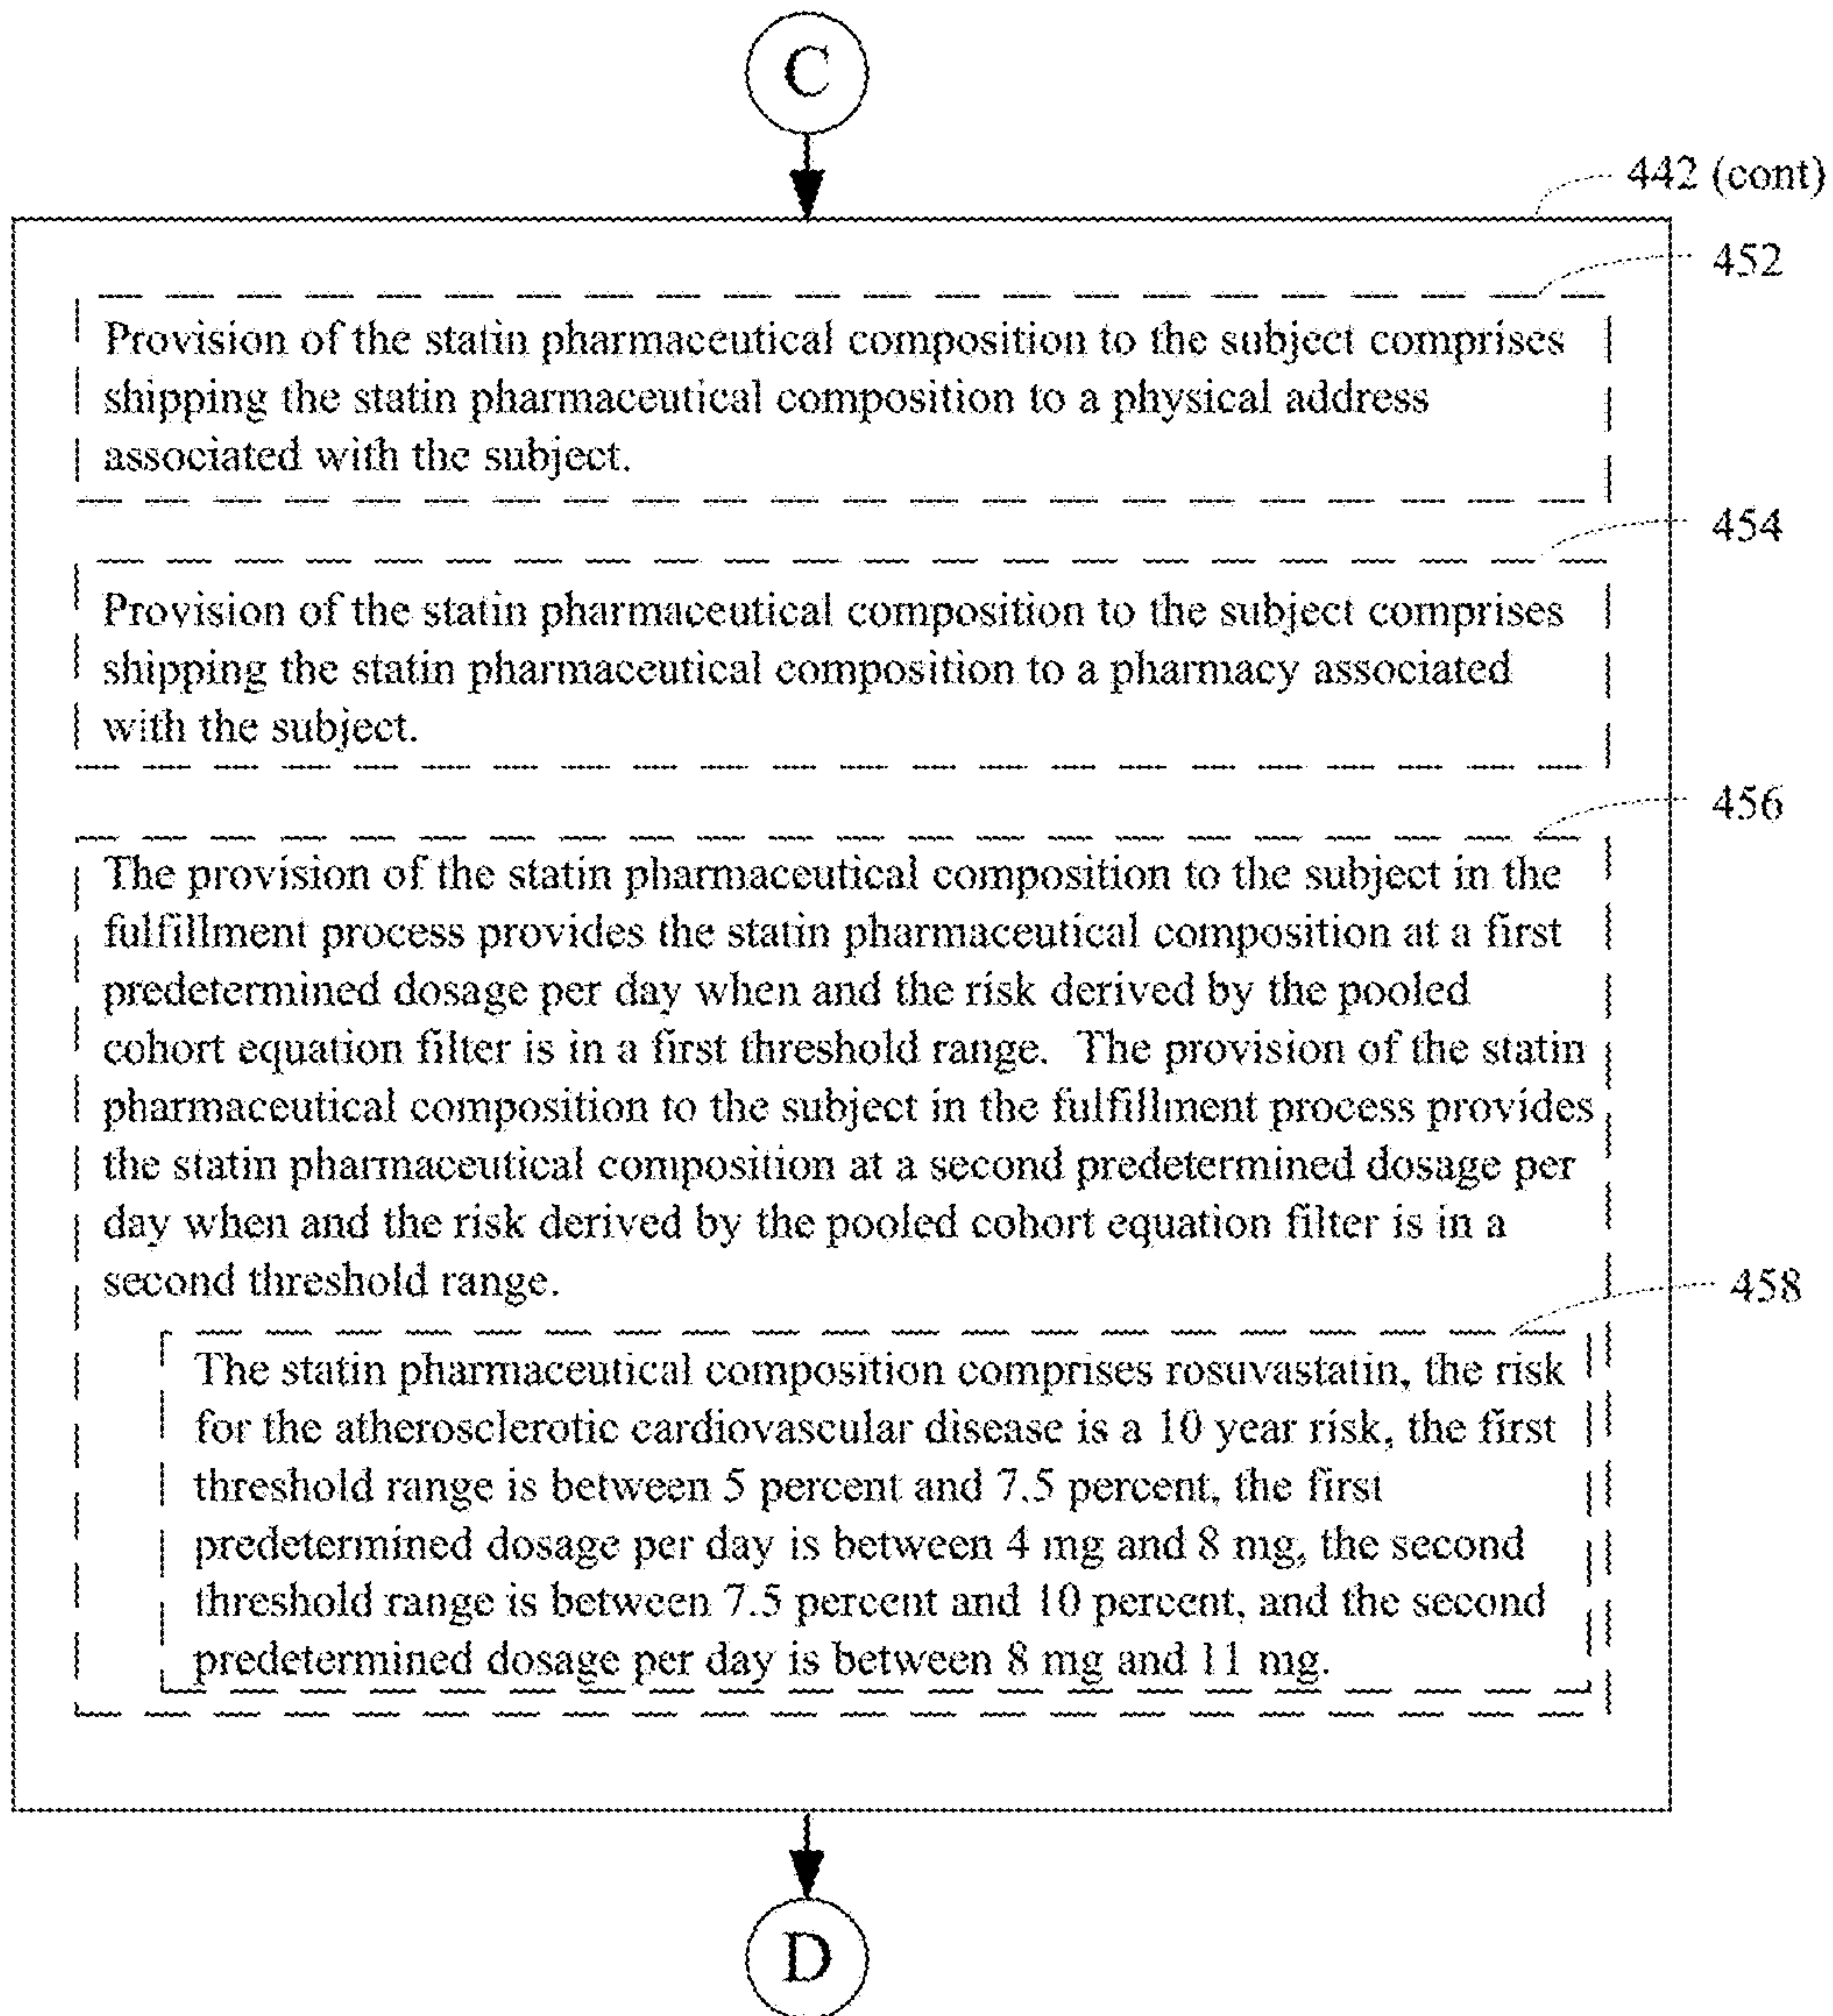 C
442 (cont)
452
Provision of the statin pharmaceutical composition to the subject comprises
shipping the statin pharmaceutical composition to a physical address
associated with the subject.
454
Provision of the statin pharmaceutical composition to the subject comprises
shipping the statin pharmaceutical composition to a pharmacy associated
with the subject.
456
The provision of the statin pharmaceutical composition to the subject in the
fulfillment process provides the statin pharmaceutical composition at a first
predetermined dosage per day when and the risk derived by the pooled
cohort equation filter is in a first threshold range.  The provision of the statin
pharmaceutical composition to the subject in the fulfillment process provides
the statin pharmaceutical composition at a second predetermined dosage per
day when and the risk derived by the pooled cohort equation filter is in a
second threshold range.
458
The statin pharmaceutical composition comprises rosuvastatin, the risk
for the atherosclerotic cardiovascular disease is a 10 year risk, the first
threshold range is between 5 percent and 7.5 percent, the first
predetermined dosage per day is between 4 mg and 8 mg, the second
threshold range is between 7.5 percent and 10 percent, and the second
predetermined dosage per day is between 8 mg and 11 mg.
D